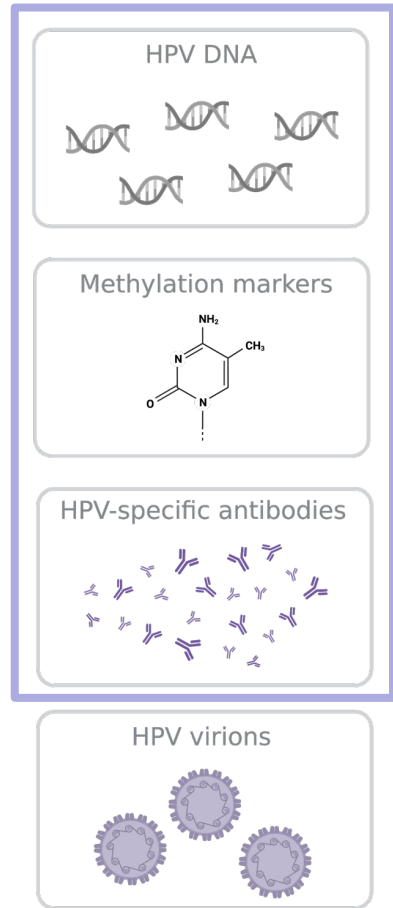 HPV DNA
Methylation markers
NH₂
N
CH₃
O
N
HPV-specific antibodies
HPV virions